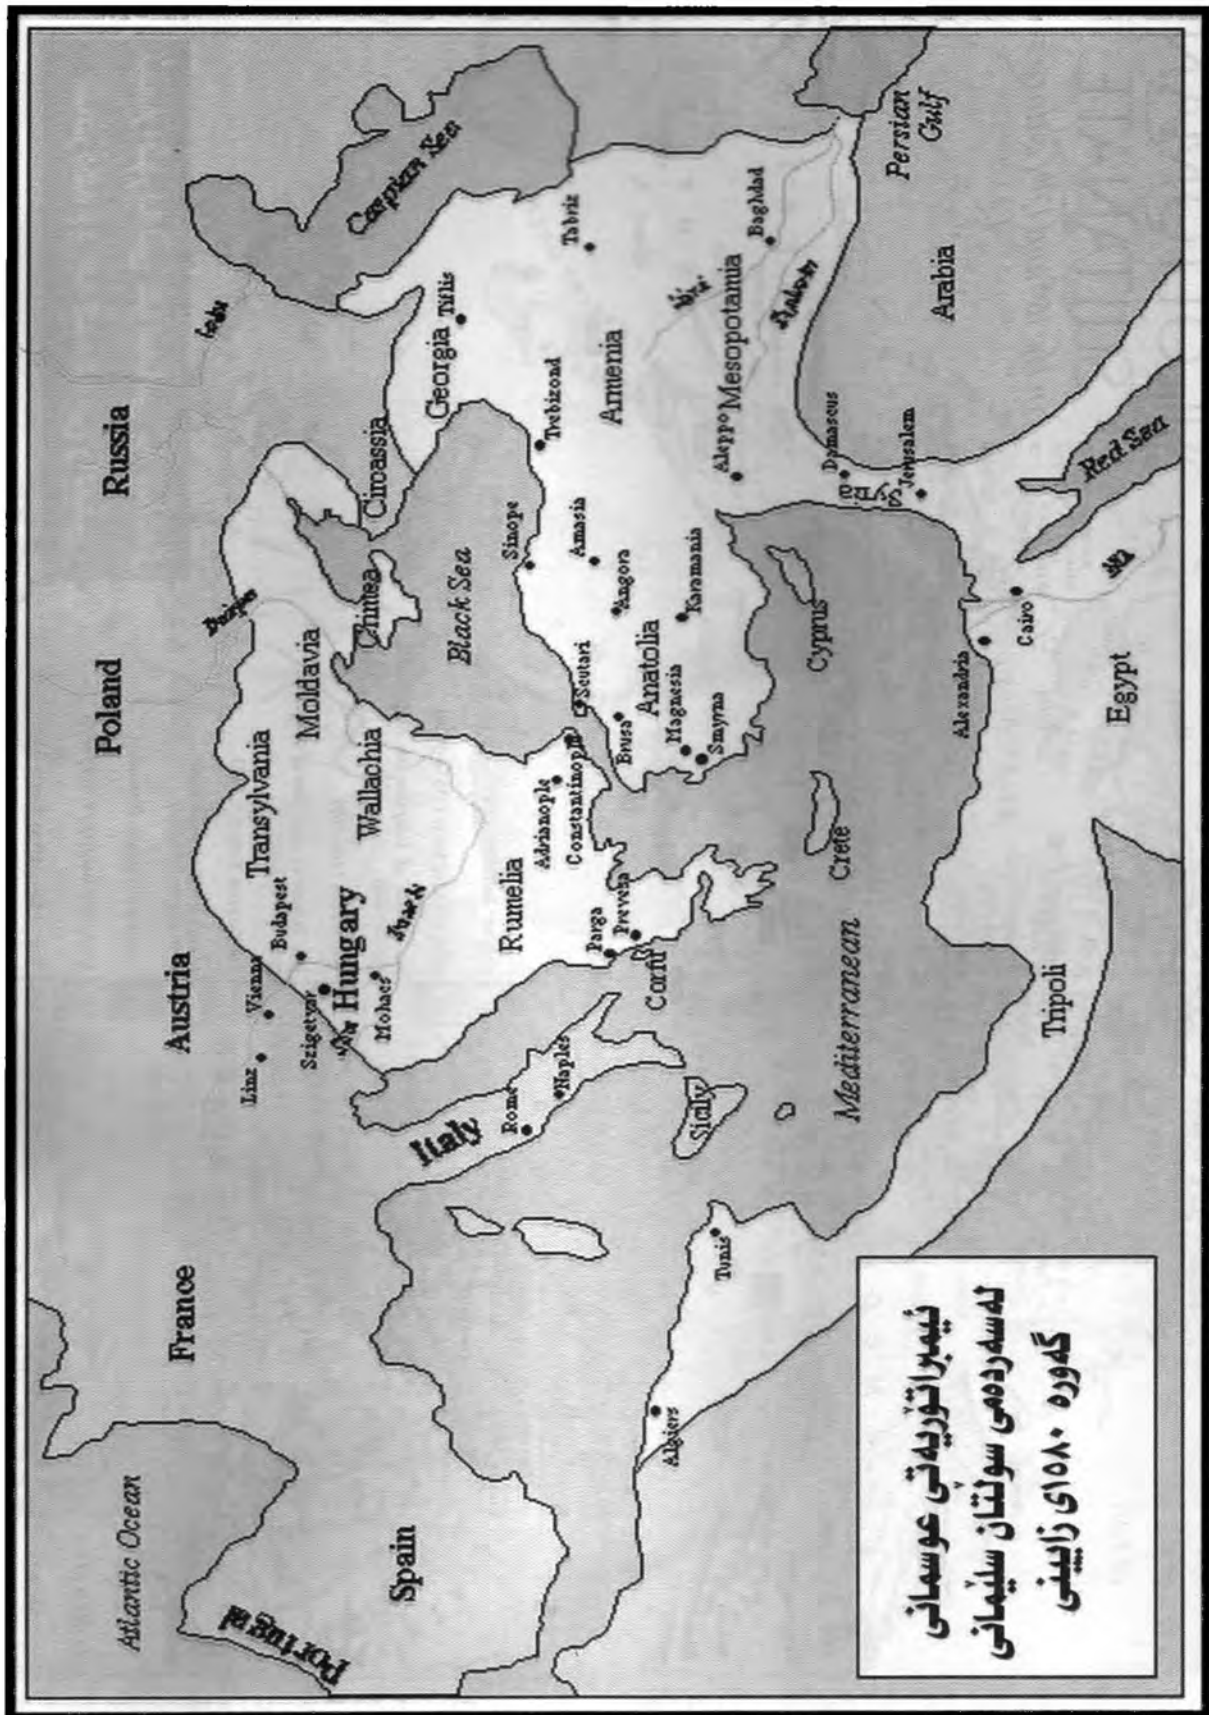 Atlantic Ocean
Portugal
Spain
France
Austria
Poland
Russia
Linz
Vienna
Szigetvar
Budapest
Hungary
Mohacs
Transylvania
Moldavia
Wallachia
Rumelia
Italy
Rome
Naples
Sicily
Parga
Preveza
Corfu
Adrianople
Constantinople
Scutari
Black Sea
Circassia
Georgia
Tiflis
Caspian Sea
Tabriz
Trebizond
Armenia
Sinope
Amasia
Angora
Anatolia
Brusa
Magnesia
Smyrna
Karamania
Aleppo
Mesopotamia
Baghdad
Persian
Gulf
Arabia
Damascus
Syria
Jerusalem
Red Sea
Cyprus
Crete
Mediterranean
Alexandria
Cairo
Egypt
Tripoli
Tunis
Algiers
ئیمبراتۆریەتی عوسمانی
لەسەردەمی سوڵتان سلێمانی
گەورە ١٥٨٠ی زایینی